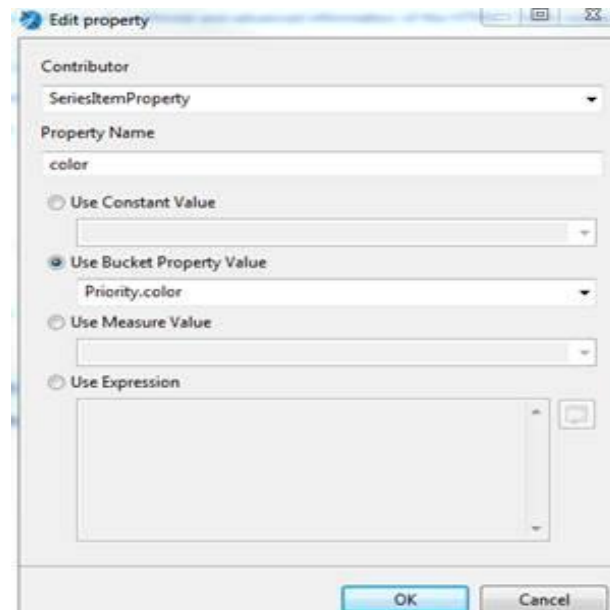 Edit property
Contributor
SeriesItemProperty
Property Name
color
Use Constant Value
Use Bucket Property Value
Priority.color
Use Measure Value
Use Expression
OK Cancel